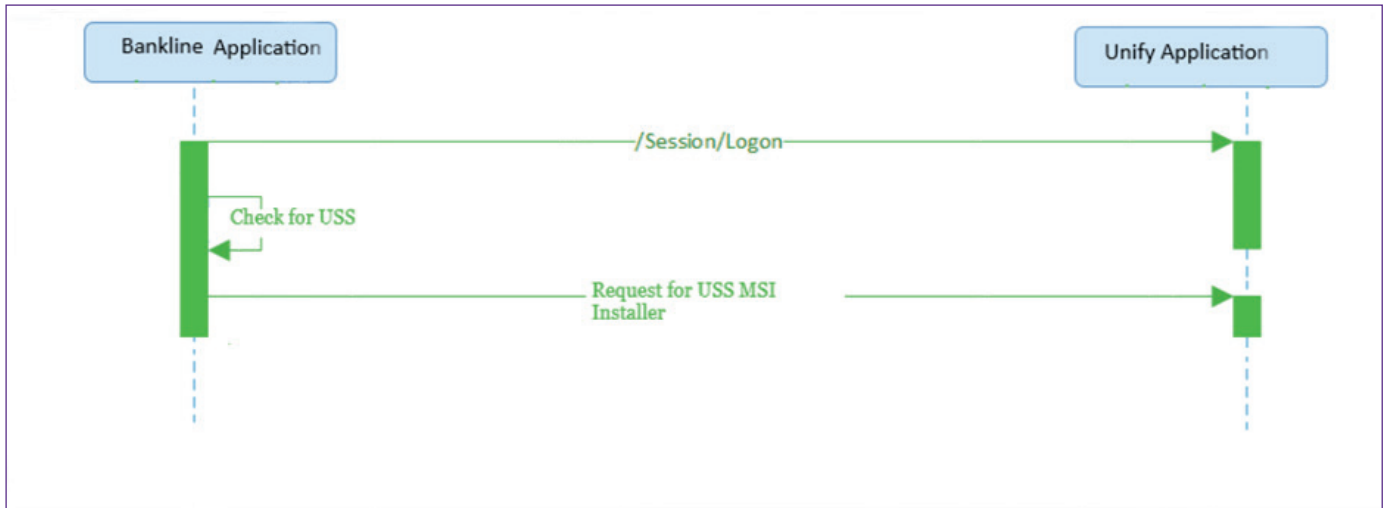 Bankline Application
Unify Application
/Session/Logon
Check for USS
Request for USS MSI
Installer